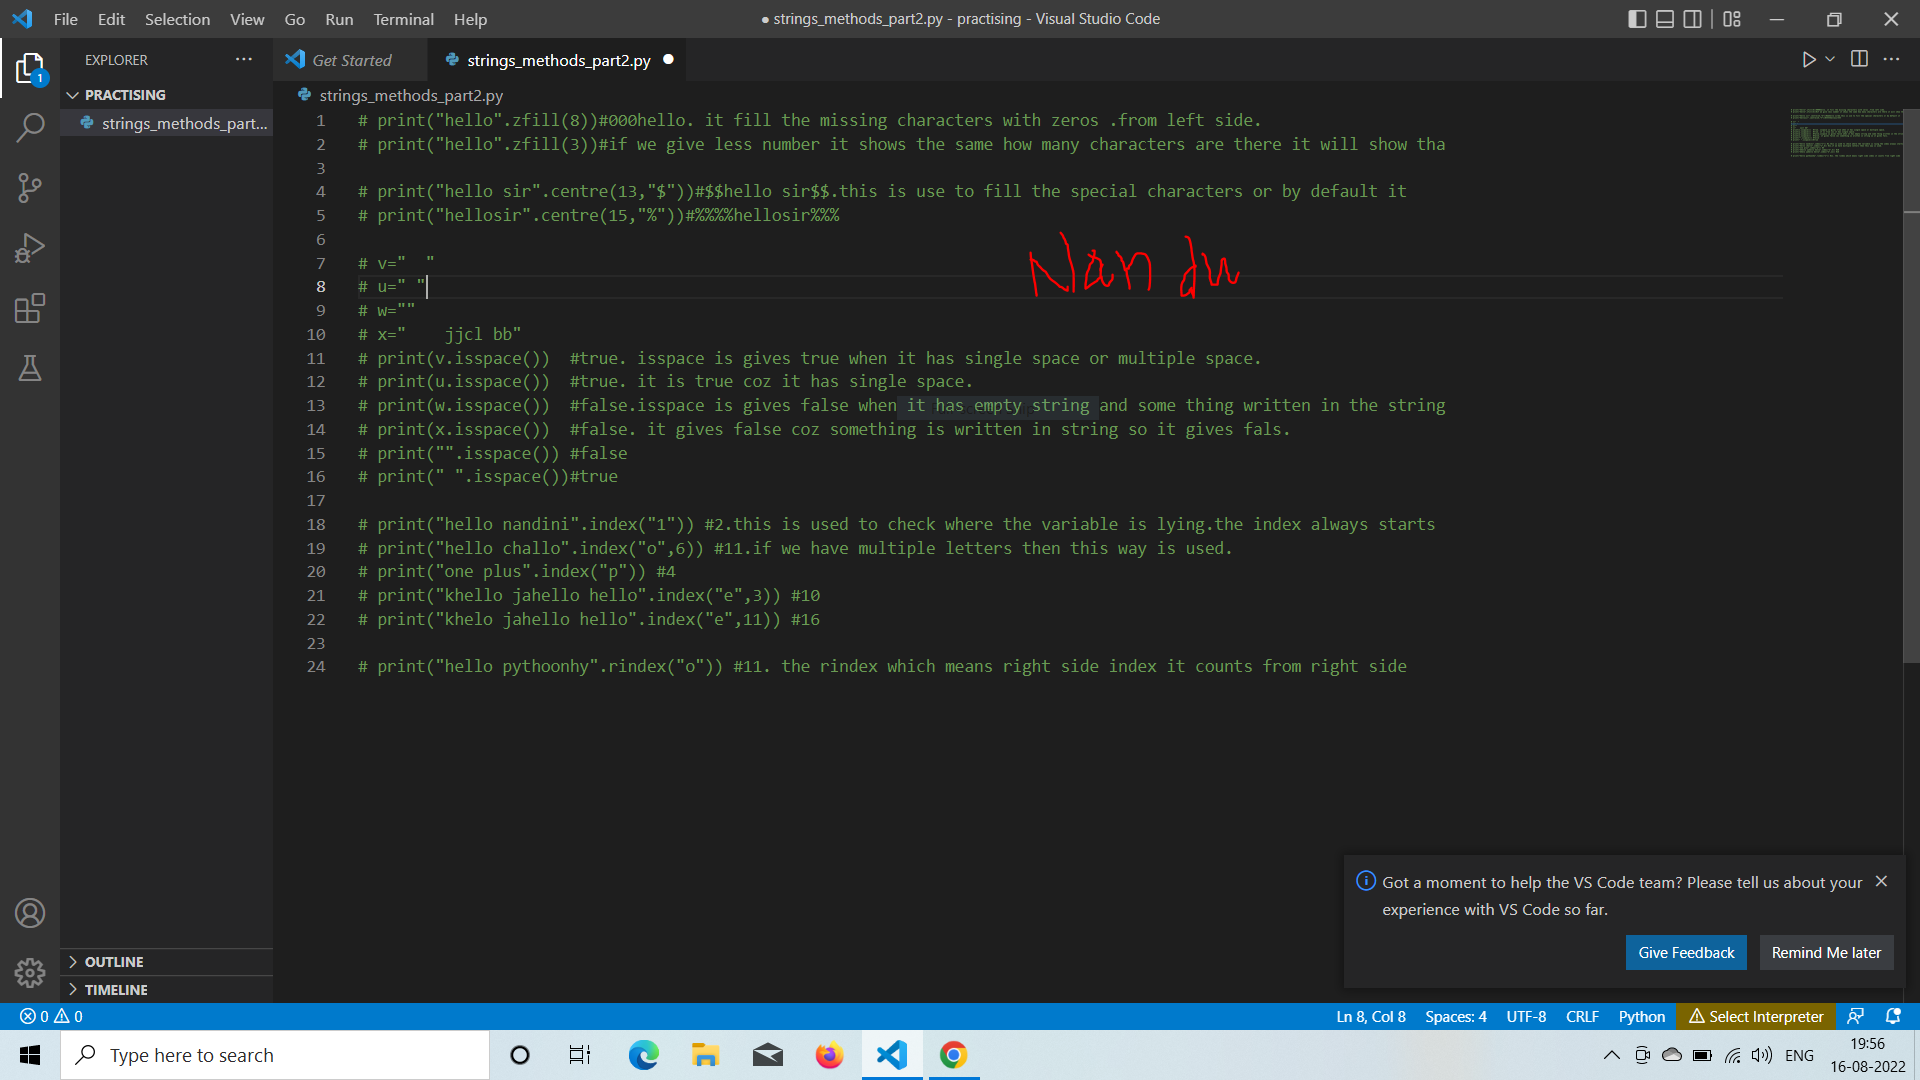 File Edit Selection View Go Run Terminal Help
● strings_methods_part2.py - practising - Visual Studio Code
EXPLORER
Get Started
strings_methods_part2.py
1
PRACTISING
strings_methods_part2.py
strings_methods_part...
1 # print("hello".zfill(8))#000hello. it fill the missing characters with zeros .from left side.
2 # print("hello".zfill(3))#if we give less number it shows the same how many characters are there it will show tha
3
4 # print("hello sir".centre(13,"$"))#$$hello sir$$.this is use to fill the special characters or by default it
5 # print("hellosir".centre(15,"%"))#%%%%hellosir%%%
6
7 # v="  "
Nan du
8 # u=" "
9 # w=""
10 # x="    jjcl bb"
11 # print(v.isspace())  #true. isspace is gives true when it has single space or multiple space.
12 # print(u.isspace())  #true. it is true coz it has single space.
13 # print(w.isspace())  #false.isspace is gives false when it has empty string and some thing written in the string
14 # print(x.isspace())  #false. it gives false coz something is written in string so it gives fals.
15 # print("".isspace()) #false
16 # print(" ".isspace())#true
17
18 # print("hello nandini".index("1")) #2.this is used to check where the variable is lying.the index always starts
19 # print("hello challo".index("o",6)) #11.if we have multiple letters then this way is used.
20 # print("one plus".index("p")) #4
21 # print("khello jahello hello".index("e",3)) #10
22 # print("khelo jahello hello".index("e",11)) #16
23
24 # print("hello pythoonhy".rindex("o")) #11. the rindex which means right side index it counts from right side
Got a moment to help the VS Code team? Please tell us about your
experience with VS Code so far.
Give Feedback Remind Me later
OUTLINE
TIMELINE
0 0 Ln 8, Col 8 Spaces: 4 UTF-8 CRLF Python Select Interpreter
Type here to search
ENG
19:56
16-08-2022